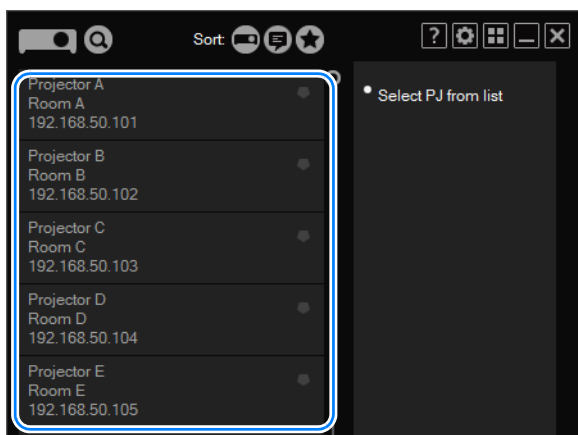 Sort:
?
Select PJ from list
Projector A
Room A
192.168.50.101
Projector B
Room B
192.168.50.102
Projector C
Room C
192.168.50.103
Projector D
Room D
192.168.50.104
Projector E
Room E
192.168.50.105